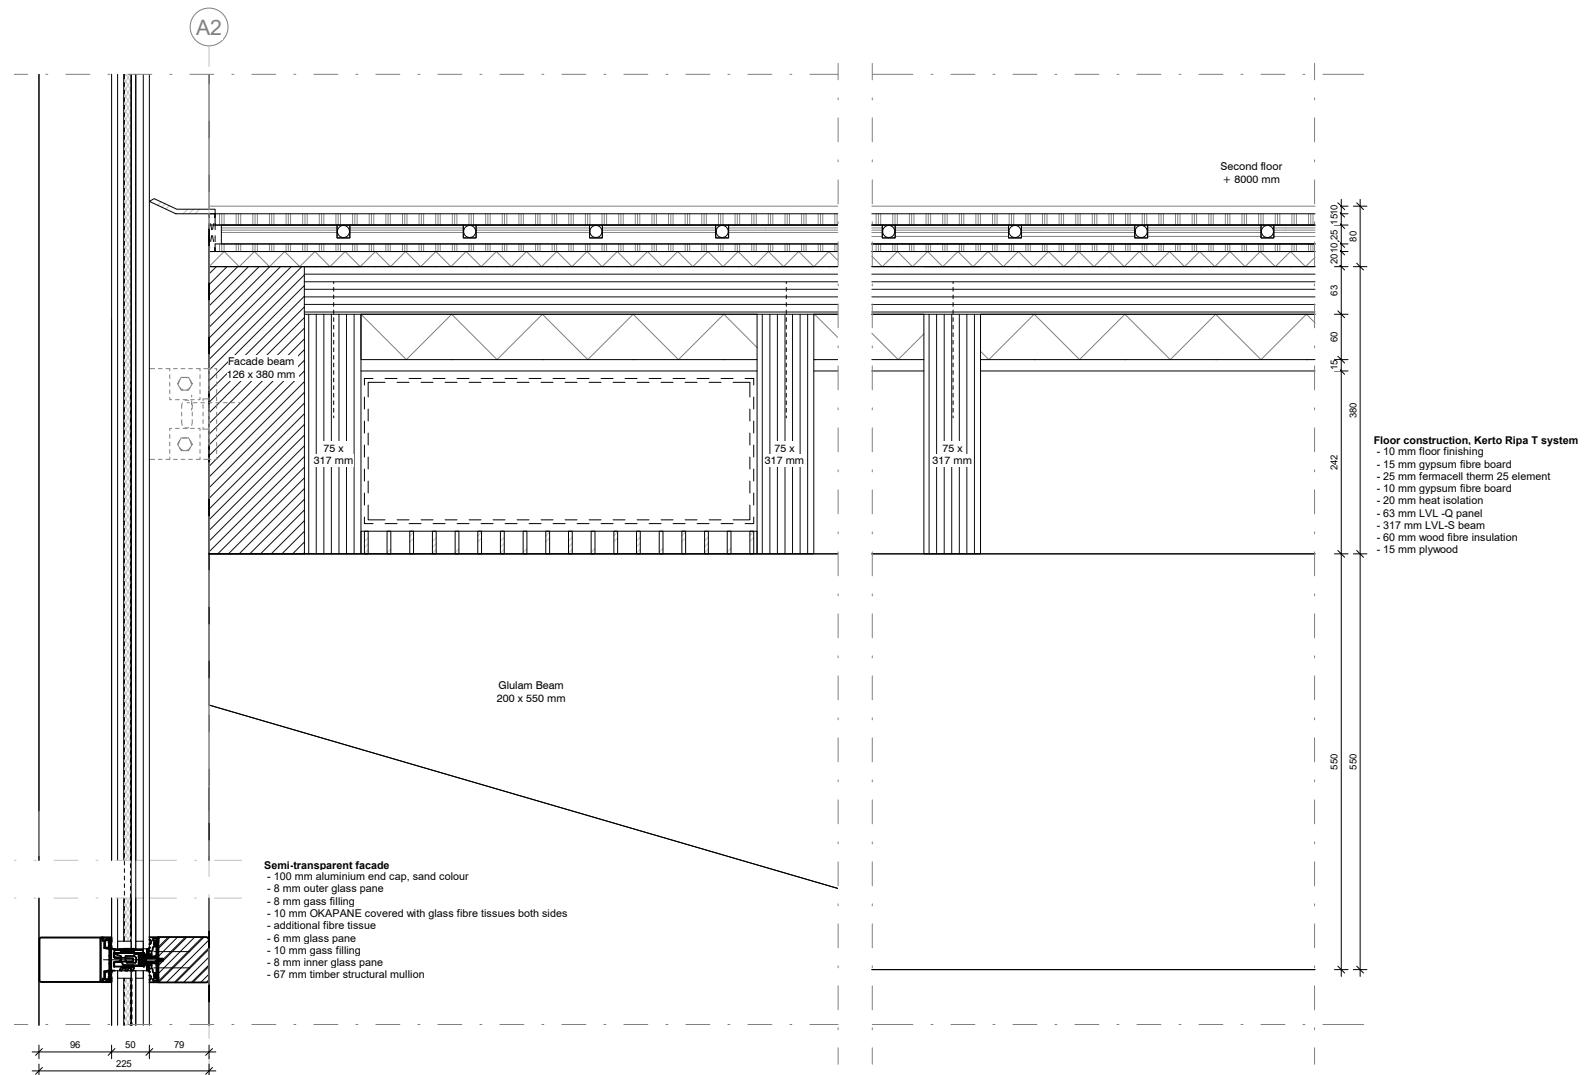 A2
Second floor
+ 8000 mm
10
15
25
10
20
80
63
60
15
242
380
550
550
Facade beam
126 x 380 mm
75 x
317 mm
75 x
317 mm
75 x
317 mm
Floor construction, Kerto Ripa T system
- 10 mm floor finishing
- 15 mm gypsum fibre board
- 25 mm fermacell therm 25 element
- 10 mm gypsum fibre board
- 20 mm heat isolation
- 63 mm LVL -Q panel
- 317 mm LVL-S beam
- 60 mm wood fibre insulation
- 15 mm plywood
Glulam Beam
200 x 550 mm
Semi-transparent facade
- 100 mm aluminium end cap, sand colour
- 8 mm outer glass pane
- 8 mm gass filling
- 10 mm OKAPANE covered with glass fibre tissues both sides
- additional fibre tissue
- 6 mm glass pane
- 10 mm gass filling
- 8 mm inner glass pane
- 67 mm timber structural mullion
96 50 79
225